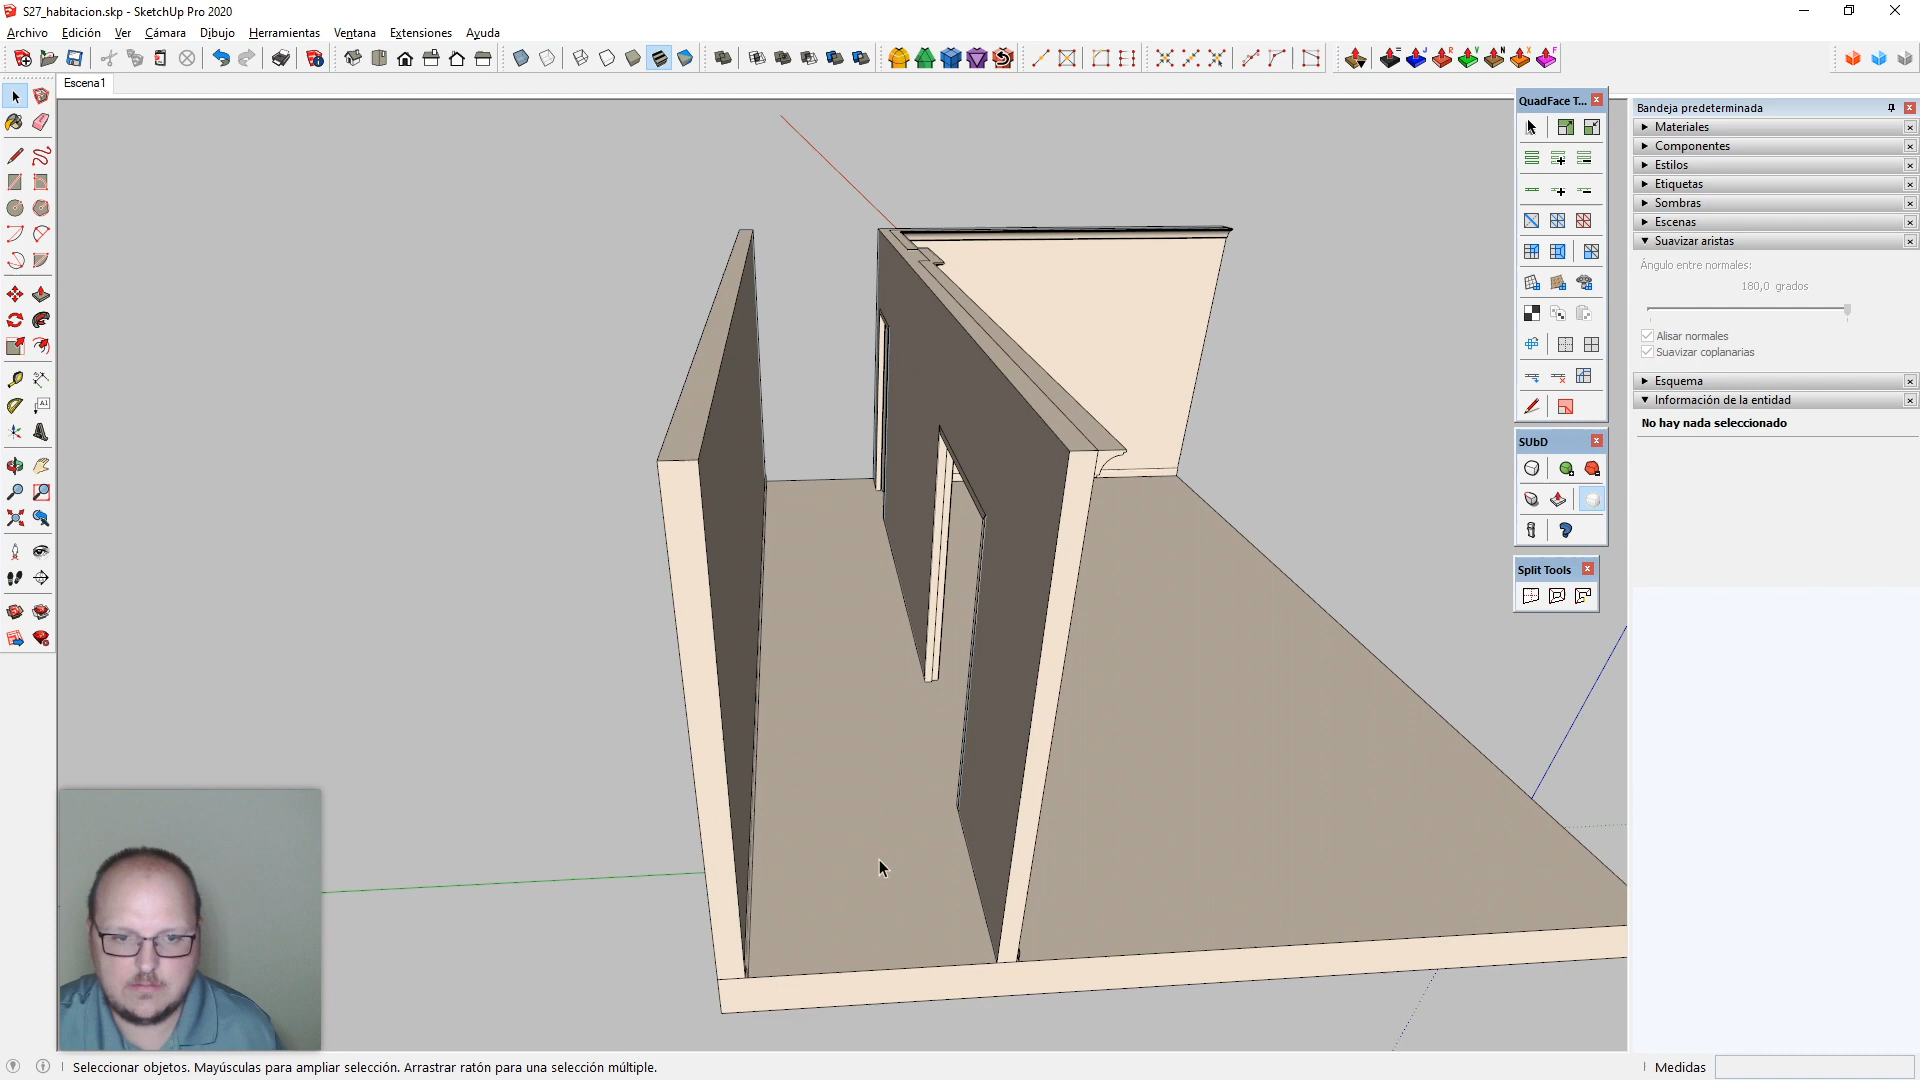 S27_habitacion.skp - SketchUp Pro 2020
Archivo Edición Ver Cámara Dibujo Herramientas Ventana Extensiones Ayuda
Escena1
QuadFace T...
SUbD
Split Tools
Bandeja predeterminada
Materiales
Componentes
Estilos
Etiquetas
Sombras
Escenas
Suavizar aristas
Ángulo entre normales:
180,0 grados
Alisar normales
Suavizar coplanarias
Esquema
Información de la entidad
No hay nada seleccionado
Seleccionar objetos. Mayúsculas para ampliar selección. Arrastrar ratón para una selección múltiple.
Medidas